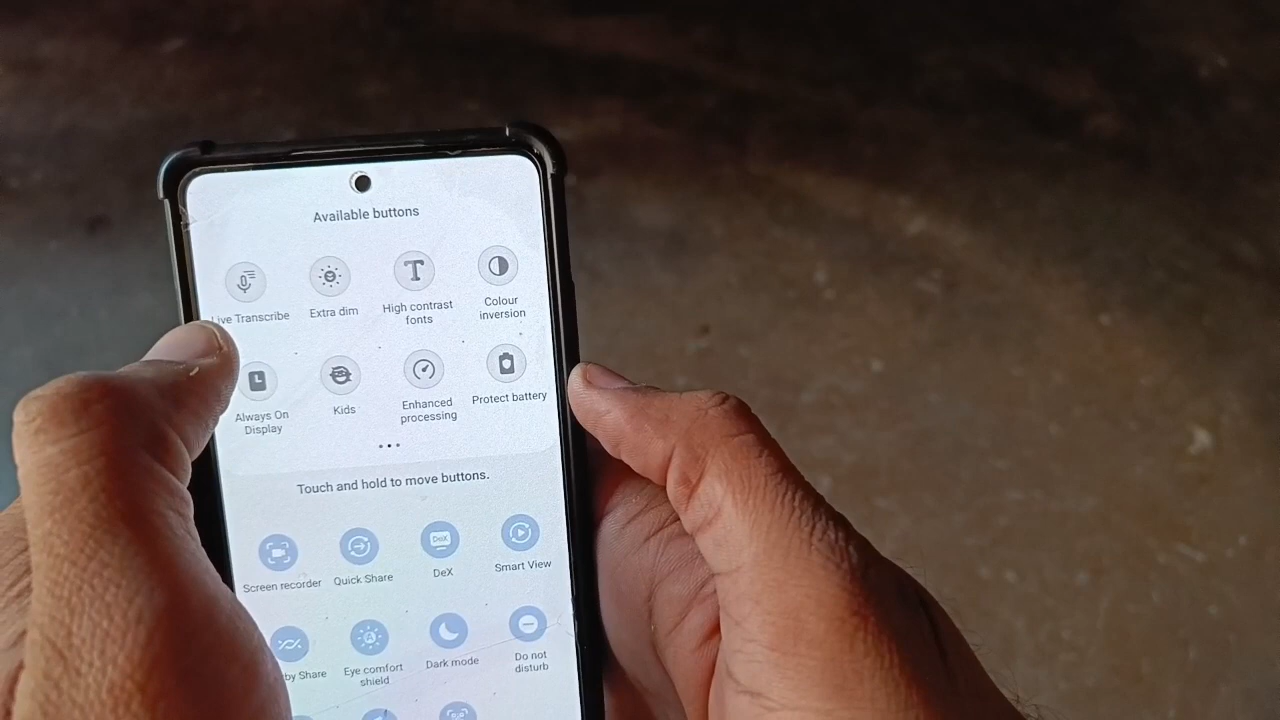 Available buttons
Live Transcribe
Extra dim
High contrast
fonts
Colour
inversion
Always On
Display
Kids
Enhanced
processing
Protect battery
Touch and hold to move buttons.
Screen recorder
Quick Share
DeX
DeX
Smart View
by Share
Eye comfort
shield
Dark mode
Do not
disturb